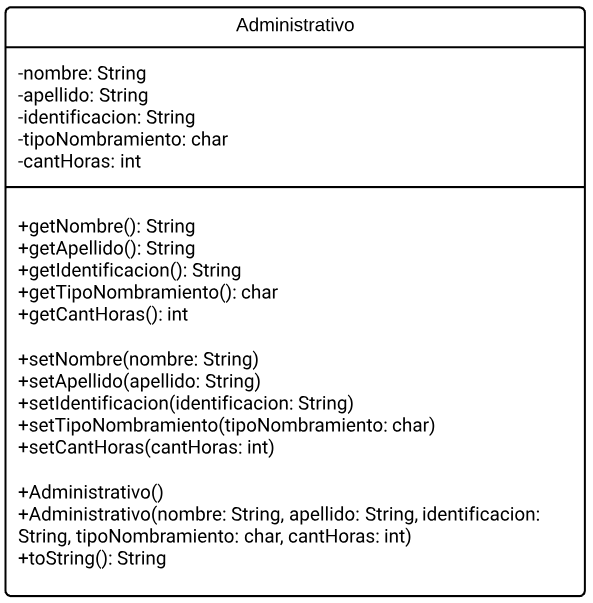 Administrativo
-nombre: String
-apellido: String
-identificacion: String
-tipoNombramiento: char
-cantHoras: int
+getNombre(): String
+getApellido(): String
+getIdentificacion(): String
+getTipoNombramiento(): char
+getCantHoras(): int
+setNombre(nombre: String)
+setApellido(apellido: String)
+setIdentificacion(identificacion: String)
+setTipoNombramiento(tipoNombramiento: char)
+setCantHoras(cantHoras: int)
+Administrativo()
+Administrativo(nombre: String, apellido: String, identificacion:
String, tipoNombramiento: char, cantHoras: int)
+toString(): String